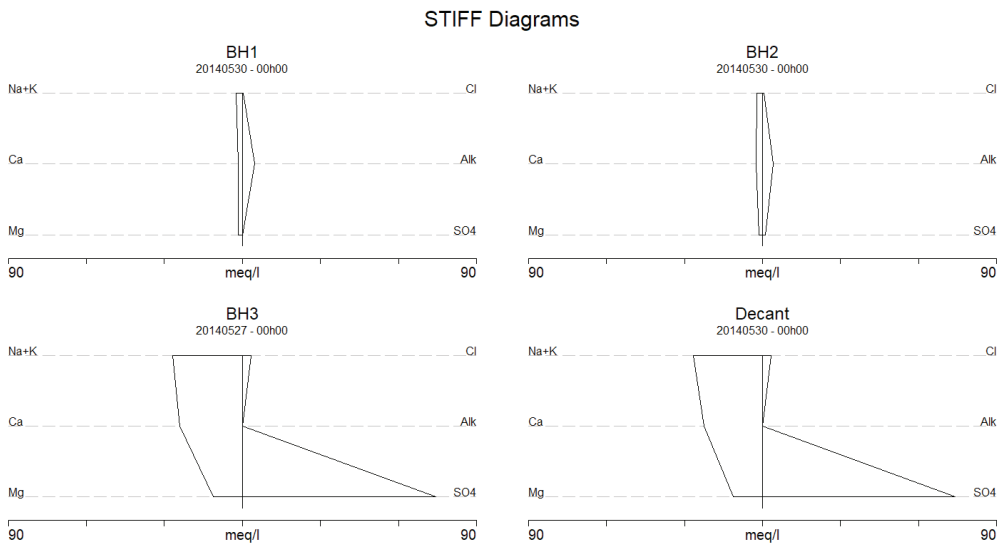 STIFF Diagrams
BH1
20140530 - 00h00
Na+K Cl
Ca Alk
Mg SO4
90 meq/l 90
BH2
20140530 - 00h00
Na+K Cl
Ca Alk
Mg SO4
90 meq/l 90
BH3
20140527 - 00h00
Na+K Cl
Ca Alk
Mg SO4
90 meq/l 90
Decant
20140530 - 00h00
Na+K Cl
Ca Alk
Mg SO4
90 meq/l 90